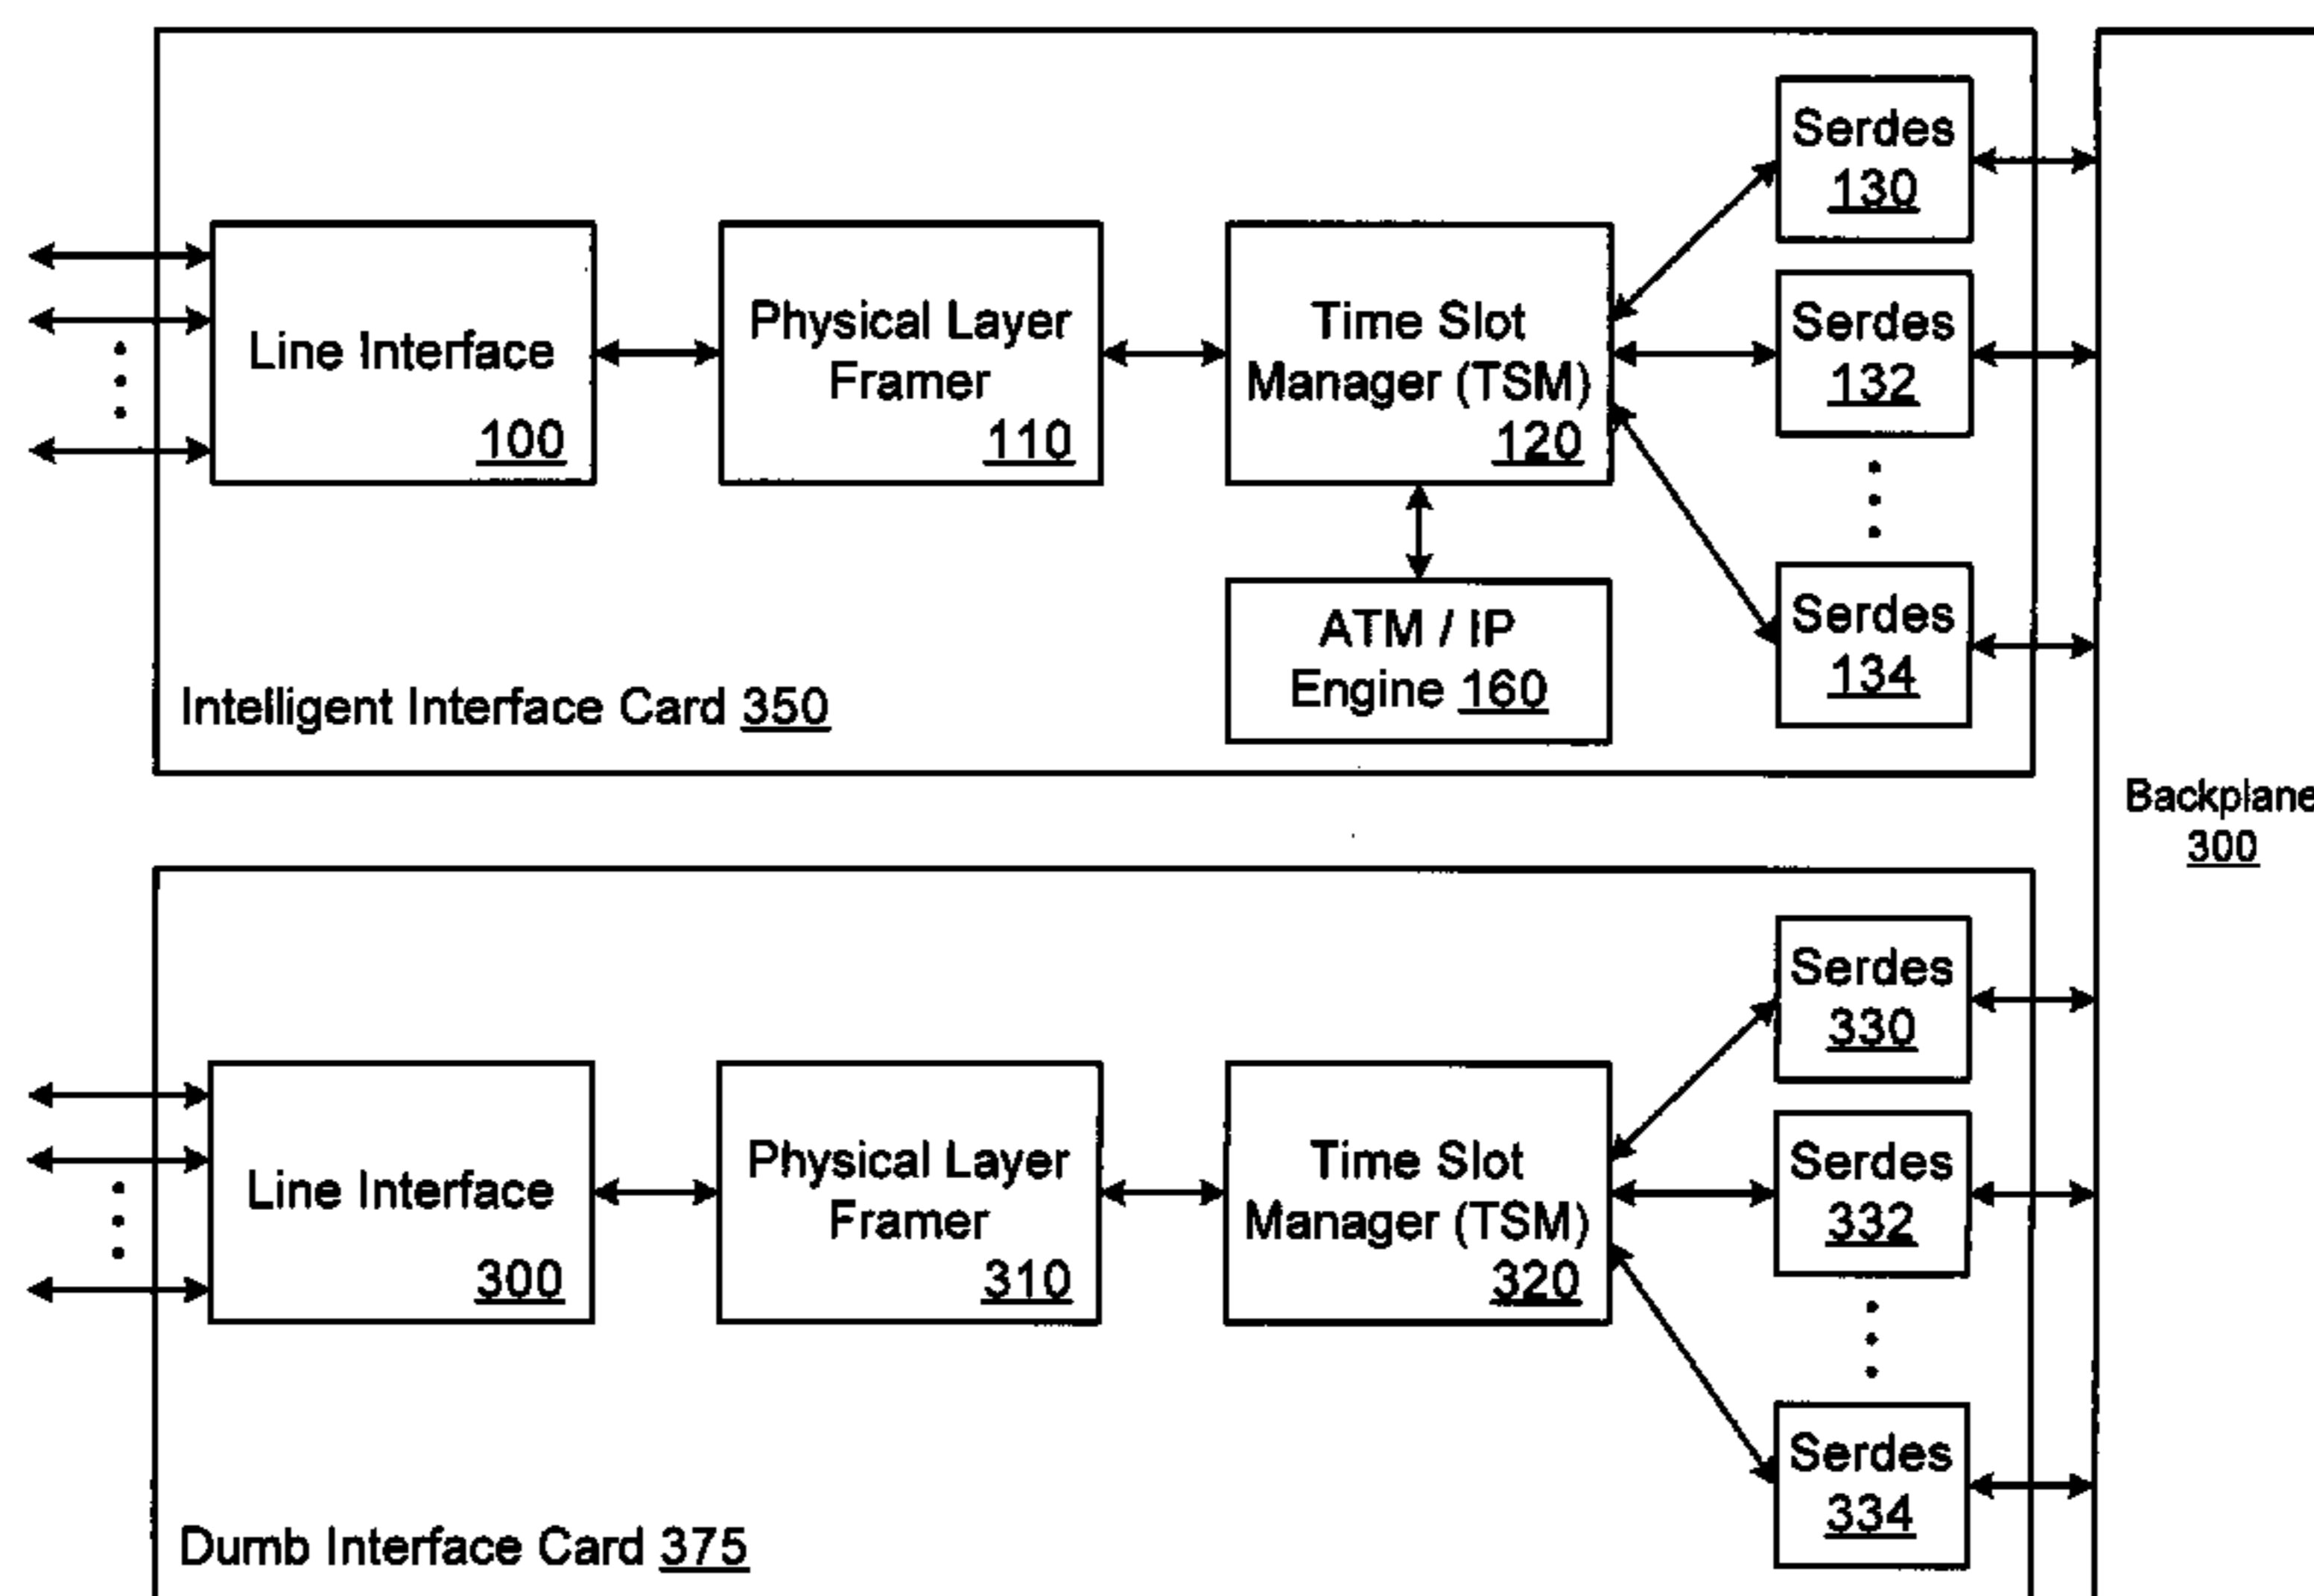 Serdes
130
Line Interface
100
Physical Layer
Framer
110
Time Slot
Manager (TSM)
120
Serdes
132
ATM / IP
Engine 160
Serdes
134
Intelligent Interface Card 350
Backplane
300
Serdes
330
Line Interface
300
Physical Layer
Framer
310
Time Slot
Manager (TSM)
320
Serdes
332
Serdes
334
Dumb Interface Card 375